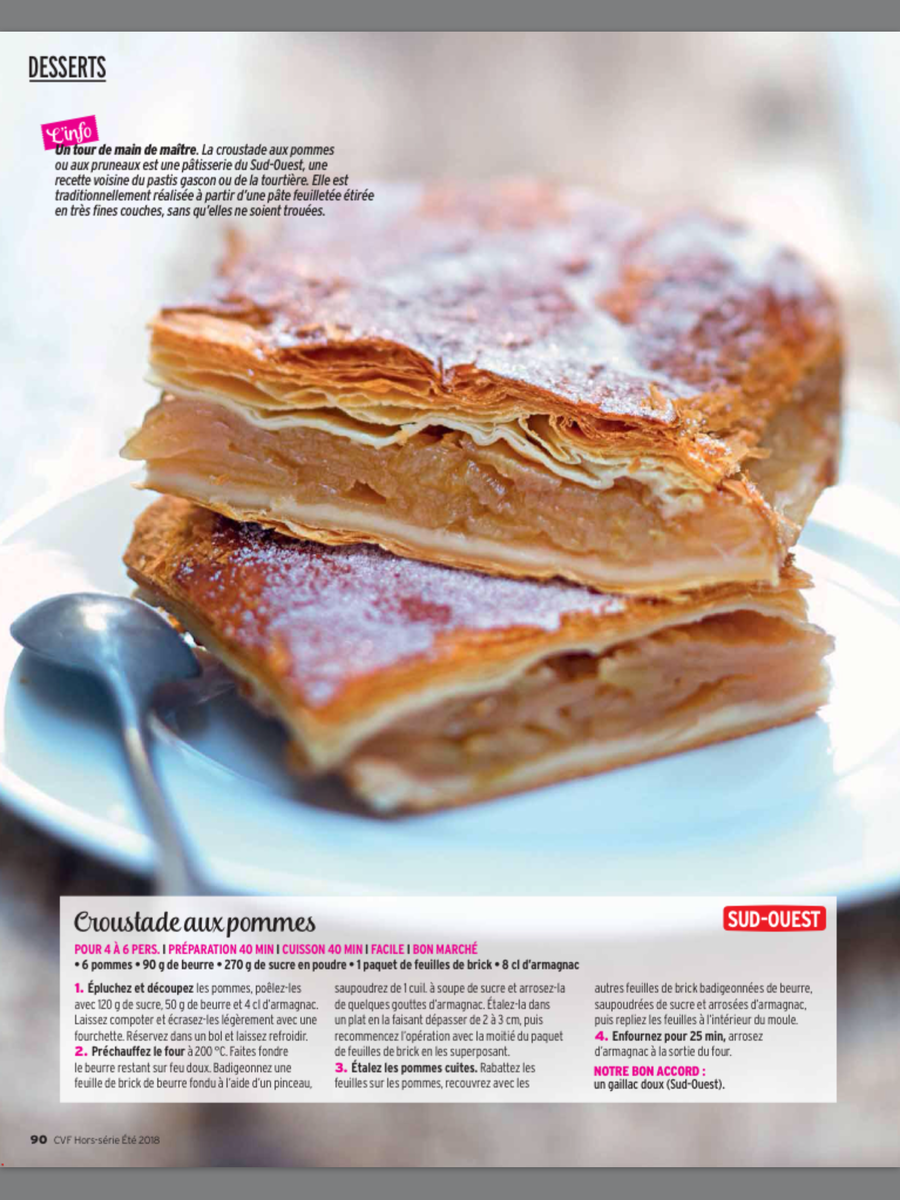 DESSERTS
L'info
Un tour de main de maître. La croustade aux pommes
ou aux pruneaux est une pâtisserie du Sud-Ouest, une
recette voisine du pastis gascon ou de la tourtière. Elle est
traditionnellement réalisée à partir d'une pâte feuilletée étirée
en très fines couches, sans qu'elles ne soient trouées.
Croustade aux pommes
SUD-OUEST
POUR 4 À 6 PERS. I PRÉPARATION 40 MIN I CUISSON 40 MIN I FACILE I BON MARCHÉ
• 6 pommes • 90 g de beurre • 270 g de sucre en poudre • 1 paquet de feuilles de brick • 8 cl d'armagnac
1. Épluchez et découpez les pommes, poêlez-les
avec 120 g de sucre, 50 g de beurre et 4 cl d'armagnac.
Laissez compoter et écrasez-les légèrement avec une
fourchette. Réservez dans un bol et laissez refroidir.
2. Préchauffez le four à 200 °C. Faites fondre
le beurre restant sur feu doux. Badigeonnez une
feuille de brick de beurre fondu à l'aide d'un pinceau,
saupoudrez de 1 cuil. à soupe de sucre et arrosez-la
de quelques gouttes d'armagnac. Étalez-la dans
un plat en la faisant dépasser de 2 à 3 cm, puis
recommencez l'opération avec la moitié du paquet
de feuilles de brick en les superposant.
3. Étalez les pommes cuites. Rabattez les
feuilles sur les pommes, recouvrez avec les
autres feuilles de brick badigeonnées de beurre,
saupoudrées de sucre et arrosées d'armagnac,
puis repliez les feuilles à l'intérieur du moule.
4. Enfournez pour 25 min, arrosez
d'armagnac à la sortie du four.
NOTRE BON ACCORD :
un gaillac doux (Sud-Ouest).
90 CVF Hors-série Été 2018